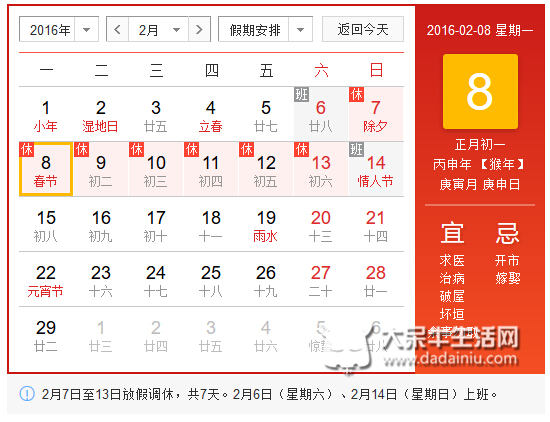 2016年 2月 假期安排 返回今天
一 二 三 四 五 六 日
1 2 3 4 5 班 6 休 7
小年 湿地日 廿五 立春 廿七 廿八 除夕
休 8 休 9 休 10 休 11 休 12 休 13 班 14
春节 初二 初三 初四 初五 初六 情人节
15 16 17 18 19 20 21
初八 初九 初十 十一 雨水 十三 十四
22 23 24 25 26 27 28
元宵节 十六 十七 十八 十九 二十 廿一
29 1 2 3 4 5 6
廿二 廿三 廿四 廿五 廿六
2016-02-08 星期一
8
正月初一
丙申年 【猴年】
庚寅月 庚申日
宜 忌
求医 开市
治病 嫁娶
破屋
坏垣
大呆牛生活网
www.dadainiu.com
2月7日至13日放假调休，共7天。2月6日（星期六）、2月14日（星期日）上班。